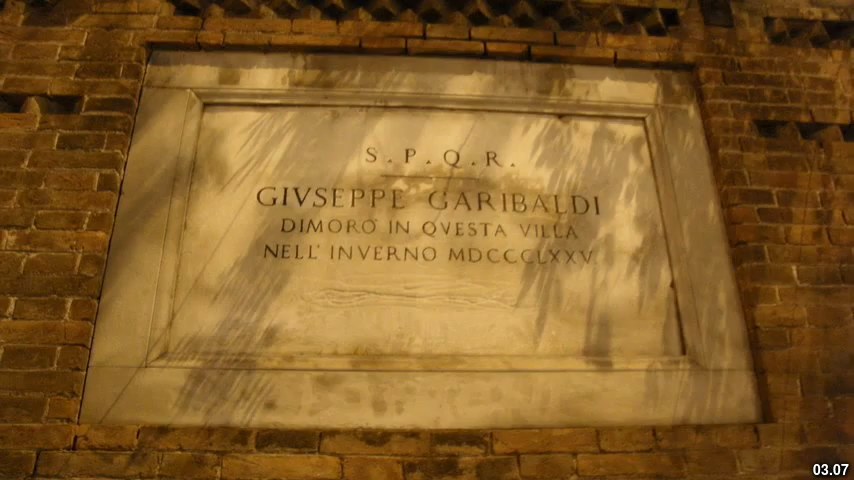 S.P.Q.R.
GIVSEPPE GARIBALDI
DIMORÒ IN QVESTA VILLA
NELL' INVERNO MDCCCLXXV
03.07